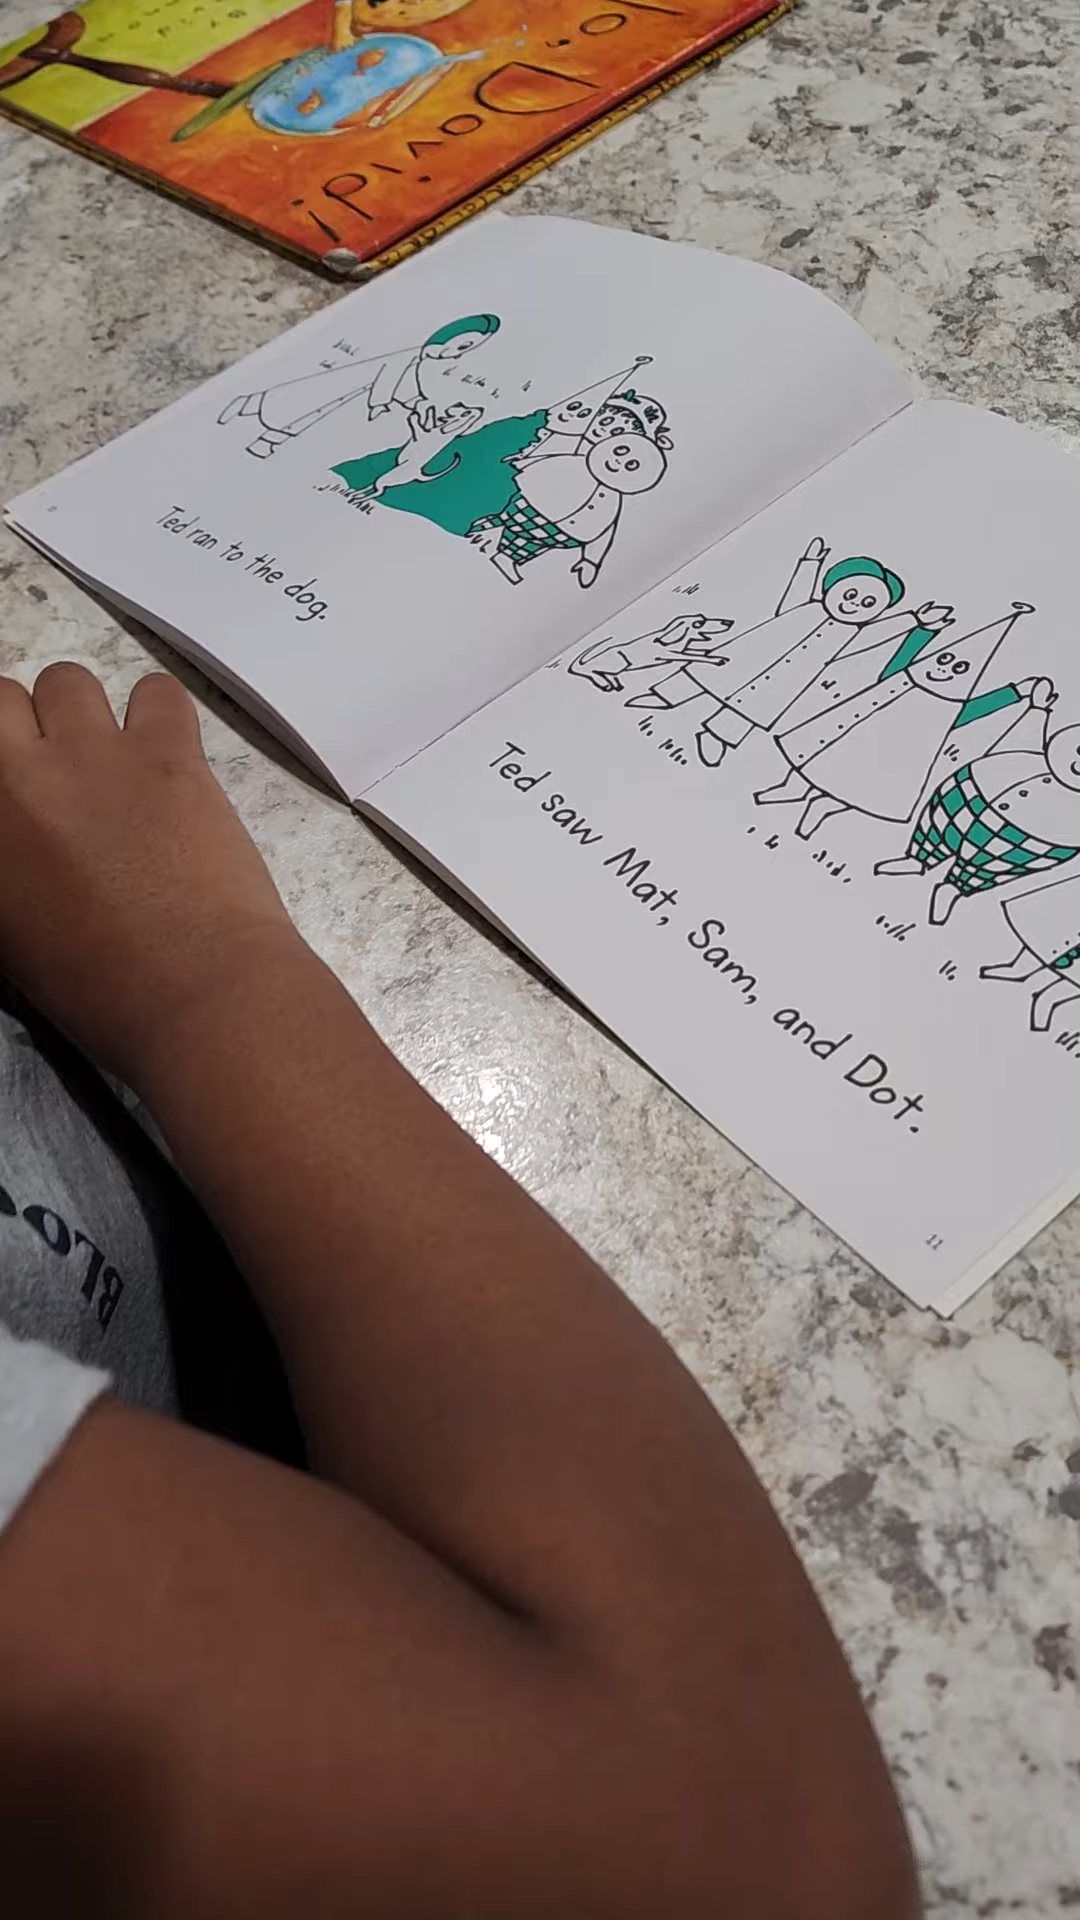 No,
David!
Ted ran to the dog.
Ted saw Mat, Sam, and Dot.
11